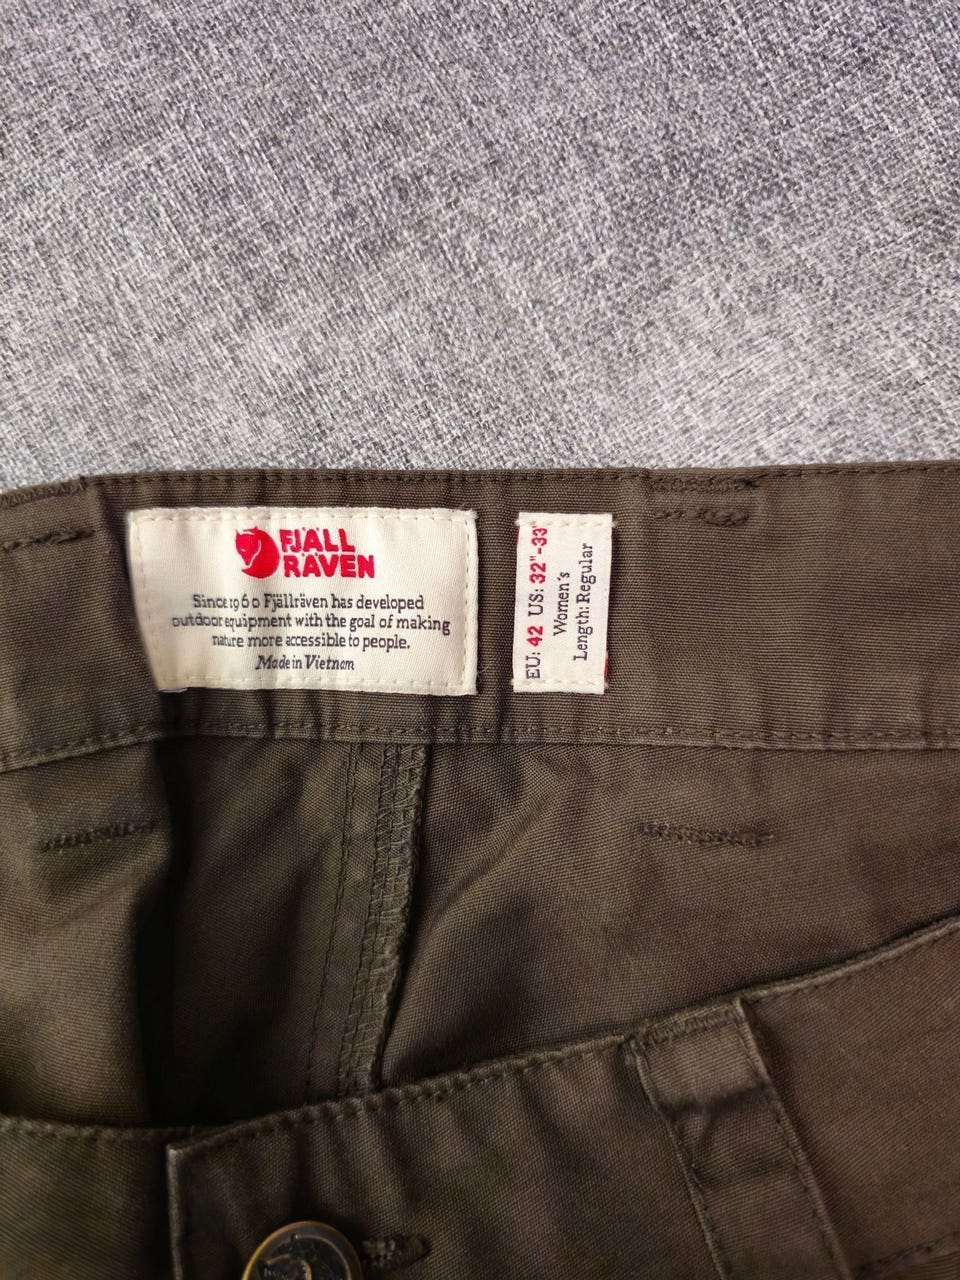 FJÄLL
RÄVEN
Since 1960 Fjällräven has developed
outdoor equipment with the goal of making
nature more accessible to people.
Made in Vietnam
EU: 42 US: 32"-33"
Women's
Length: Regular